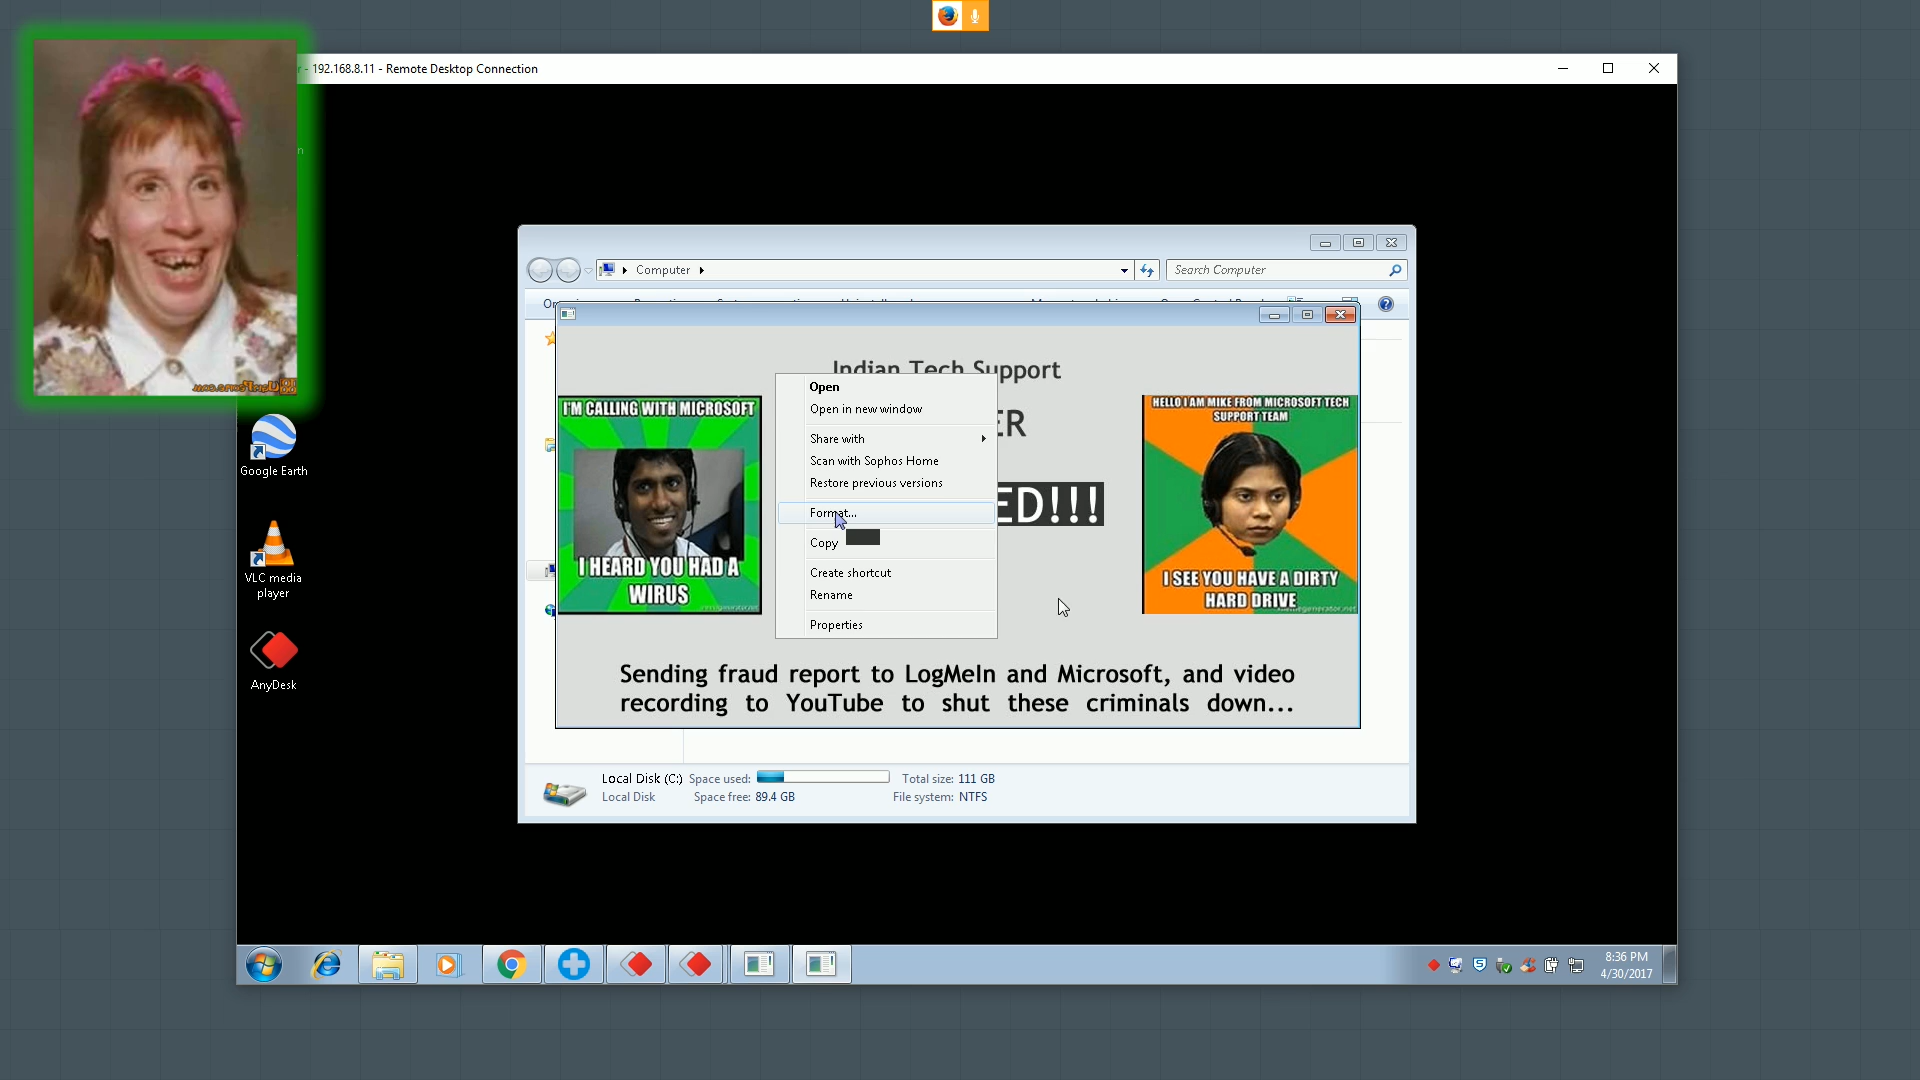 - 192.168.8.11 - Remote Desktop Connection
Computer
Search Computer
Indian Tech Support
ER
ED!!!
I'M CALLING WITH MICROSOFT
I HEARD YOU HAD A
WIRUS
Open
Open in new window
Share with
Scan with Sophos Home
Restore previous versions
Format...
Copy
Create shortcut
Rename
Properties
HELLO I AM MIKE FROM MICROSOFT TECH
SUPPORT TEAM
I SEE YOU HAVE A DIRTY
HARD DRIVE
Sending fraud report to LogMeIn and Microsoft, and video
recording to YouTube to shut these criminals down...
Local Disk (C:) Space used: Total size: 111 GB
Local Disk Space free: 89.4 GB File system: NTFS
Google Earth
VLC media
player
AnyDesk
8:36 PM
4/30/2017